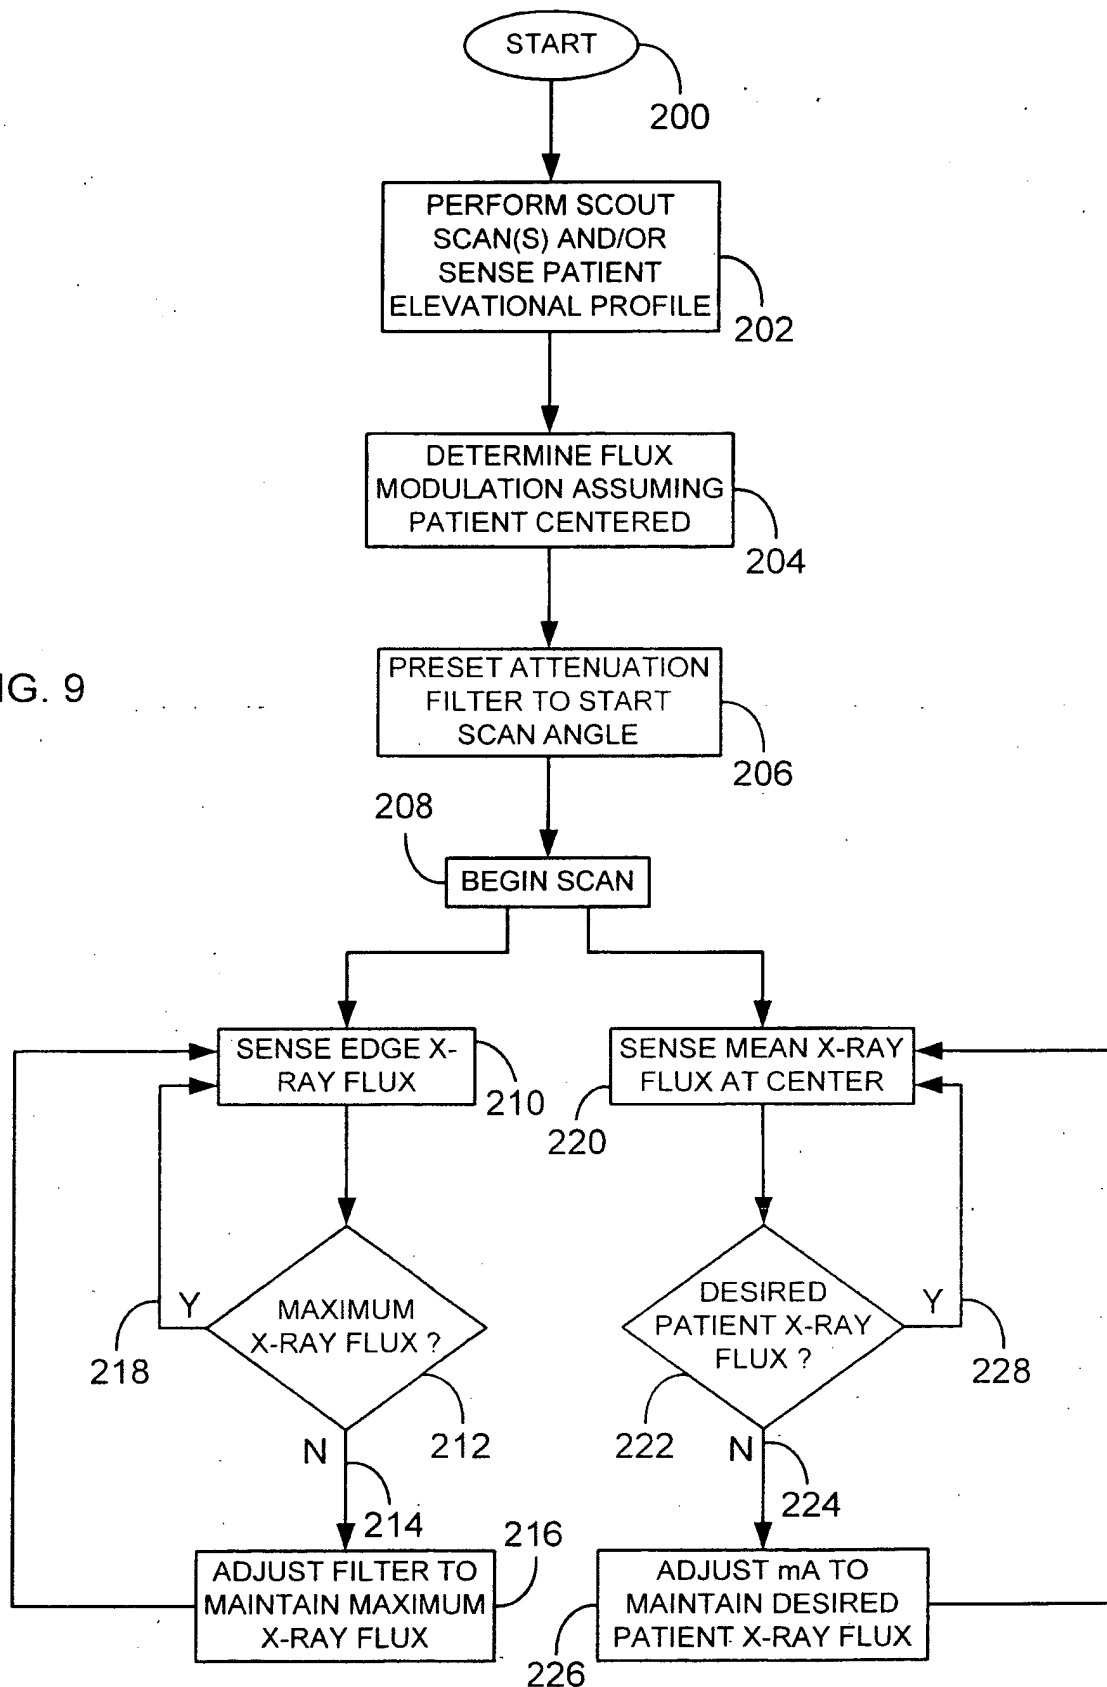 START
200
PERFORM SCOUT
SCAN(S) AND/OR
SENSE PATIENT
ELEVATIONAL PROFILE
202
DETERMINE FLUX
MODULATION ASSUMING
PATIENT CENTERED
204
IG. 9
PRESET ATTENUATION
FILTER TO START
SCAN ANGLE
206
208
BEGIN SCAN
SENSE EDGE X-
RAY FLUX
210
SENSE MEAN X-RAY
FLUX AT CENTER
220
MAXIMUM
X-RAY FLUX ?
Y
218
212
N
214
DESIRED
PATIENT X-RAY
FLUX ?
Y
228
222
N
224
ADJUST FILTER TO
MAINTAIN MAXIMUM
X-RAY FLUX
216
ADJUST mA TO
MAINTAIN DESIRED
PATIENT X-RAY FLUX
226